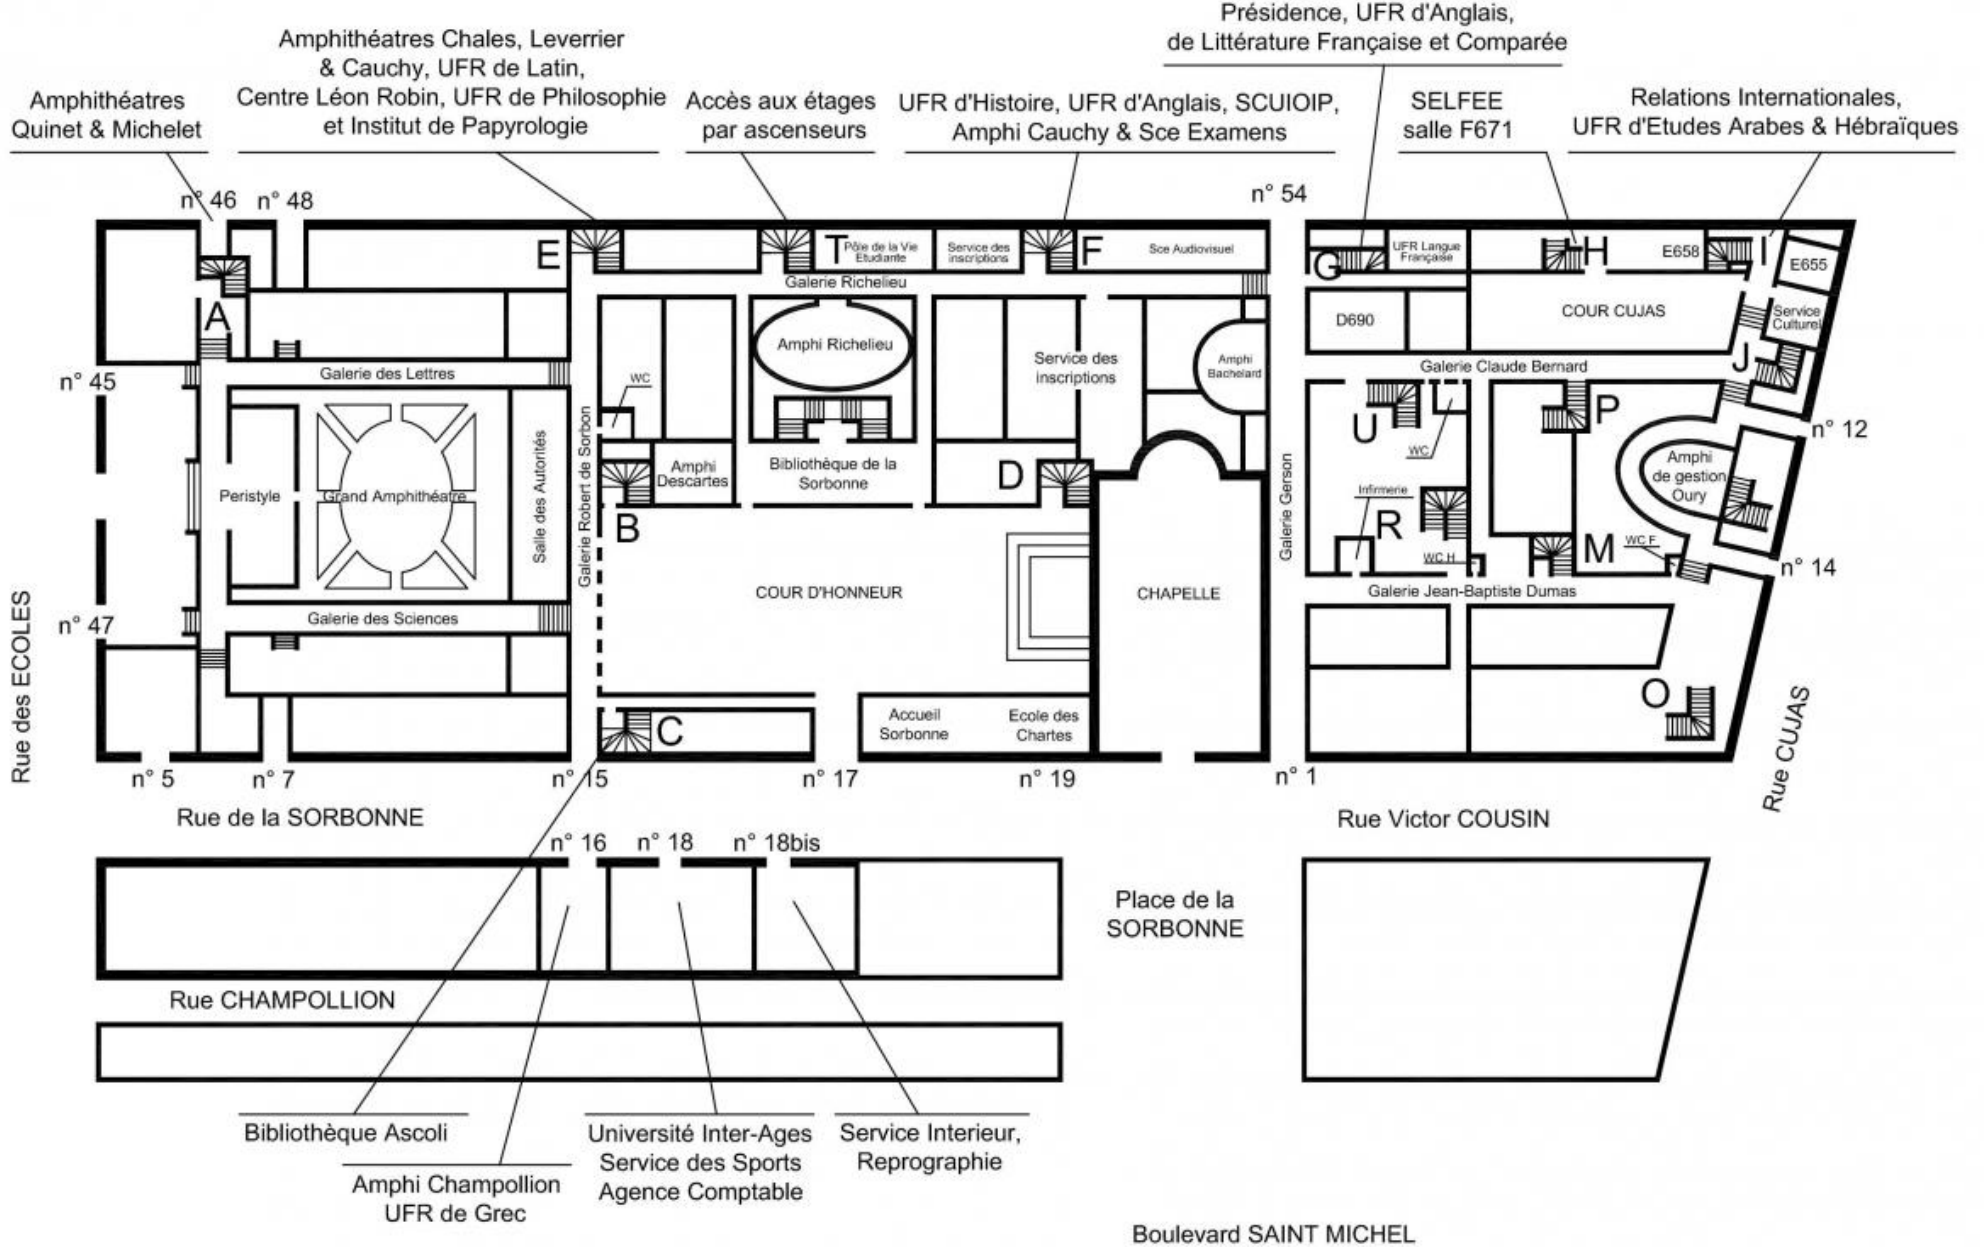 Présidence, UFR d'Anglais,
de Littérature Française et Comparée
Amphithéatres Chales, Leverrier
& Cauchy, UFR de Latin,
Centre Léon Robin, UFR de Philosophie
et Institut de Papyrologie
Amphithéatres
Quinet & Michelet
Accès aux étages
par ascenseurs
UFR d'Histoire, UFR d'Anglais, SCUIOIP,
Amphi Cauchy & Sce Examens
SELFEE
salle F671
Relations Internationales,
UFR d'Etudes Arabes & Hébraïques
n° 46
n° 48
n° 54
E
T
Pôle de la Vie
Etudiante
Service des
inscriptions
F
Sce Audiovisuel
G
UFR Langue
Française
H
E658
I
E655
Galerie Richelieu
A
D690
COUR CUJAS
Service
Culturel
Amphi Richelieu
Service des
inscriptions
Amphi
Bachelard
J
Galerie Claude Bernard
n° 45
Galerie des Lettres
WC
U
WC
P
n° 12
Peristyle
Grand Amphithéatre
Salle des Autorités
Galerie Robert de Sorbon
Amphi
Descartes
Bibliothèque de la
Sorbonne
D
Galerie Gerson
Infirmerie
Amphi
de gestion
Oury
B
R
WC H
M
WC F
n° 14
COUR D'HONNEUR
CHAPELLE
Galerie Jean-Baptiste Dumas
Rue des ECOLES
n° 47
Galerie des Sciences
C
Accueil
Sorbonne
Ecole des
Chartes
O
Rue CUJAS
n° 5
n° 7
n° 15
n° 17
n° 19
n° 1
Rue de la SORBONNE
Rue Victor COUSIN
n° 16
n° 18
n° 18bis
Place de la
SORBONNE
Rue CHAMPOLLION
Bibliothèque Ascoli
Amphi Champollion
UFR de Grec
Université Inter-Ages
Service des Sports
Agence Comptable
Service Interieur,
Reprographie
Boulevard SAINT MICHEL